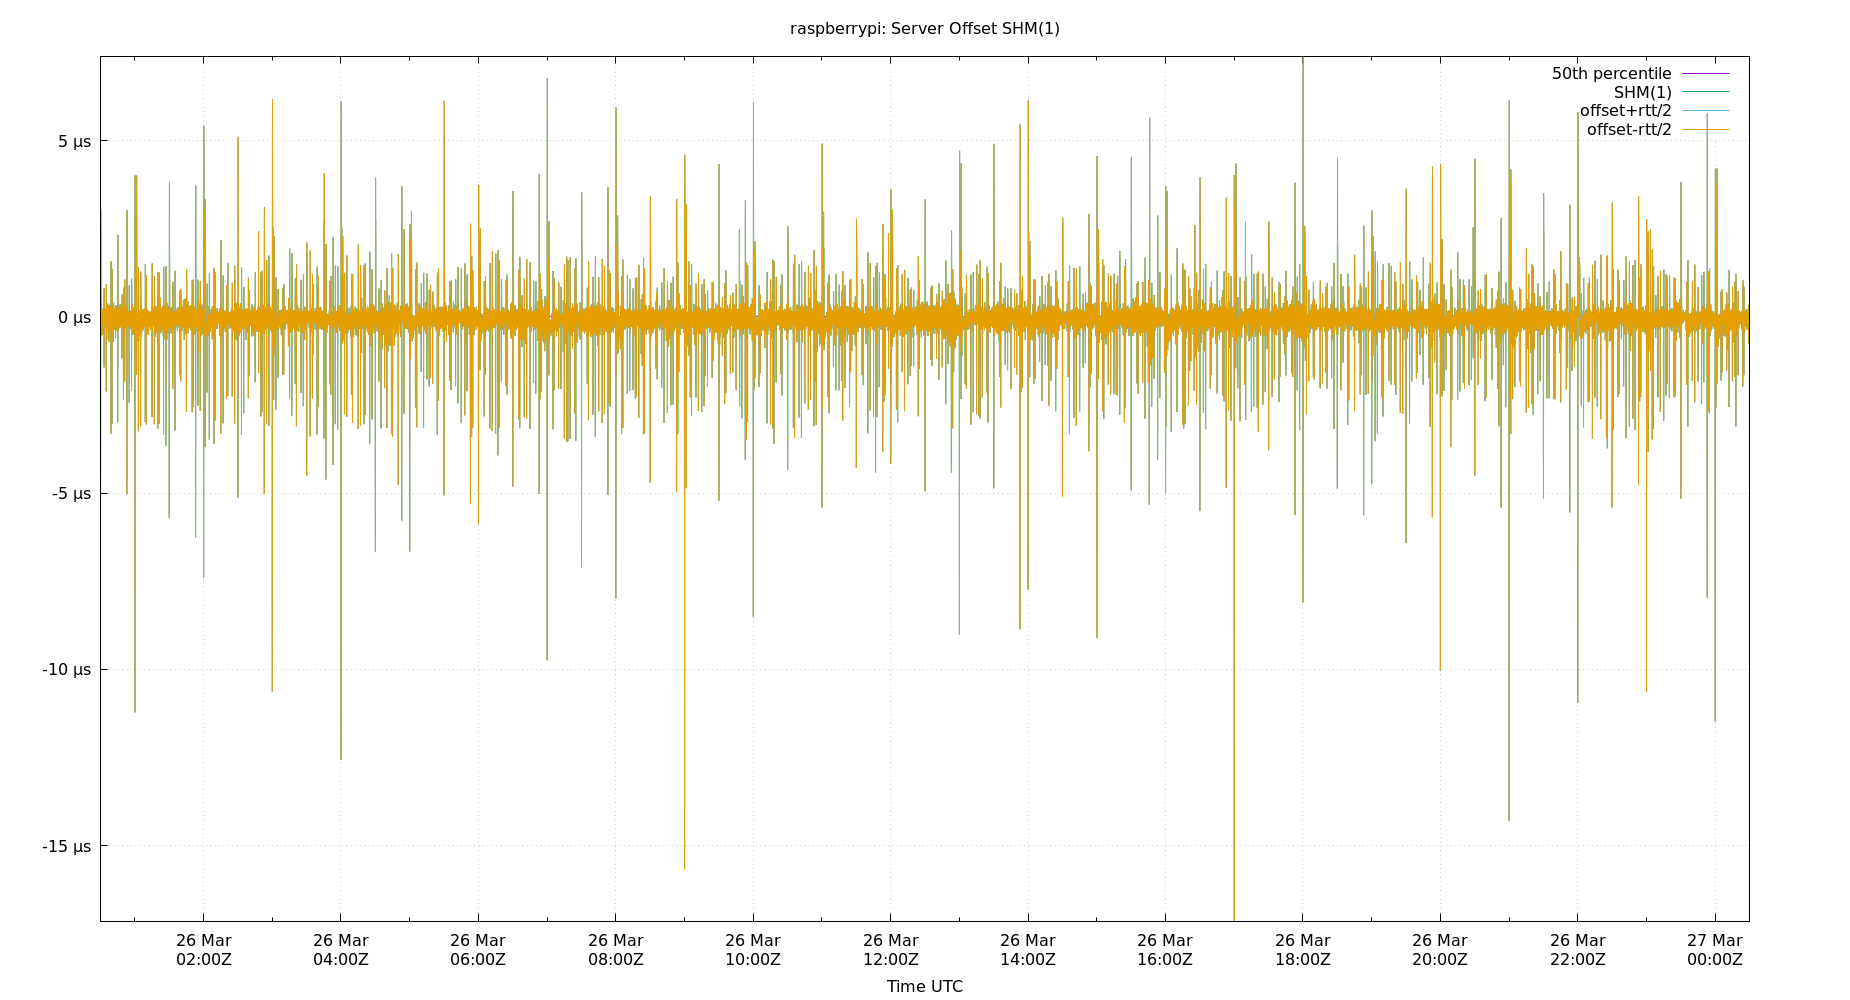 raspberrypi: Server Offset SHM(1)
50th percentile
SHM(1)
offset+rtt/2
offset-rtt/2
5 µs
0 µs
-5 µs
-10 µs
-15 µs
26 Mar 26 Mar 26 Mar 26 Mar 26 Mar 26 Mar 26 Mar 26 Mar 26 Mar 26 Mar 26 Mar 27 Mar
02:00Z 04:00Z 06:00Z 08:00Z 10:00Z 12:00Z 14:00Z 16:00Z 18:00Z 20:00Z 22:00Z 00:00Z
Time UTC